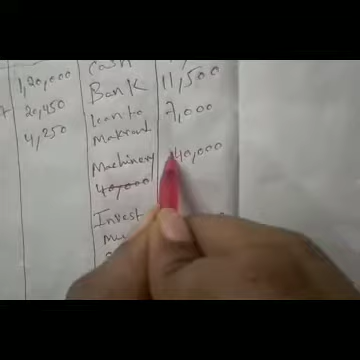 Cash
1,20,000 Bank 11,500
20,450 loan to 7,000
4,250
Machinery 40,000
40,000
Invest